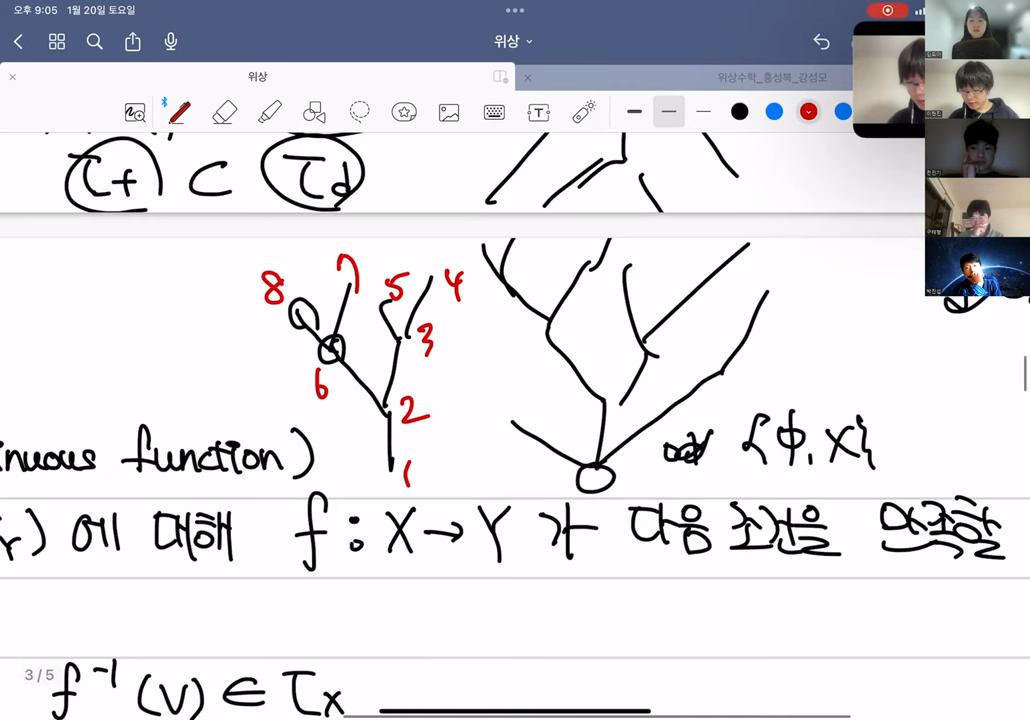 오후 9:05 1월 20일 토요일
위상
위상
위상수학_홍성복_강성모
τf ⊂ τd
8 7 5 4
3
6
2
1
inuous function)
{φ, X}
r) 에 대해 f : X → Y 가 다음 조건을 만족할
3 / 5
f⁻¹ (V) ∈ τx